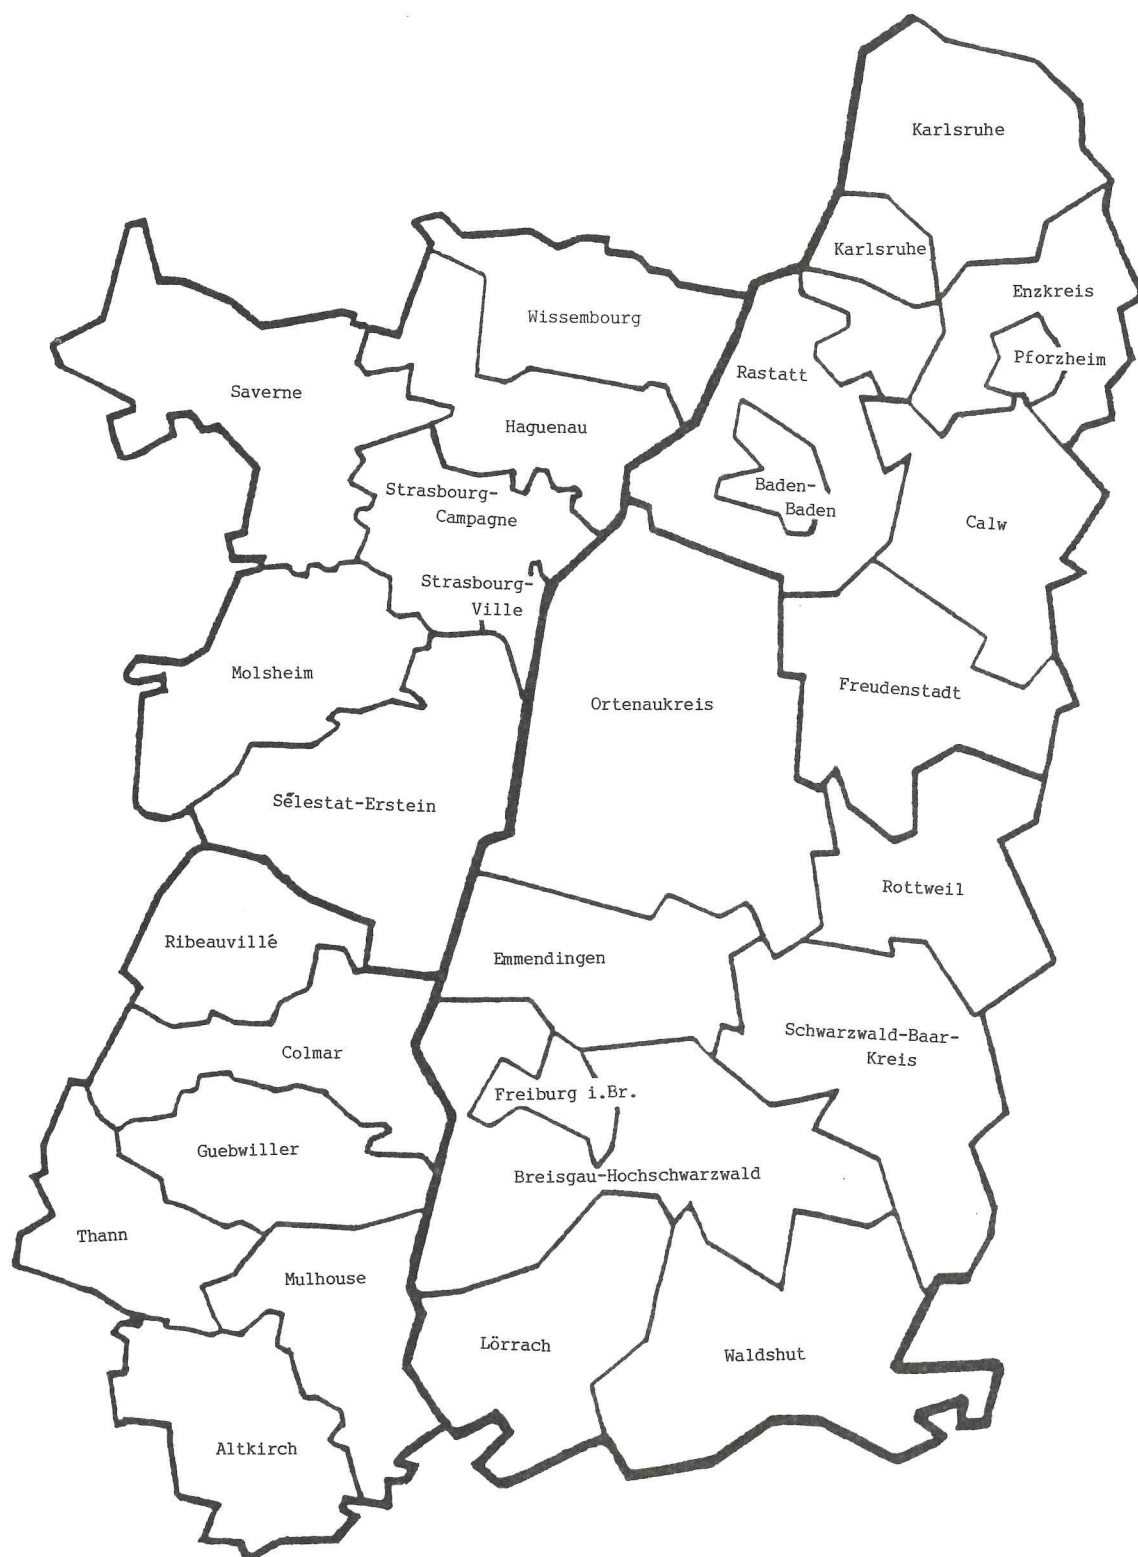 Karlsruhe
Karlsruhe
Enzkreis
Wissembourg
Pforzheim
Rastatt
Saverne
Haguenau
Strasbourg-
Campagne
Baden-
Baden
Calw
Strasbourg-
Ville
Molsheim
Freudenstadt
Ortenaukreis
Sélestat-Erstein
Rottweil
Ribeauvillé
Emmendingen
Schwarzwald-Baar-
Kreis
Colmar
Freiburg i.Br.
Guebwiller
Breisgau-Hochschwarzwald
Thann
Mulhouse
Lörrach
Waldshut
Altkirch